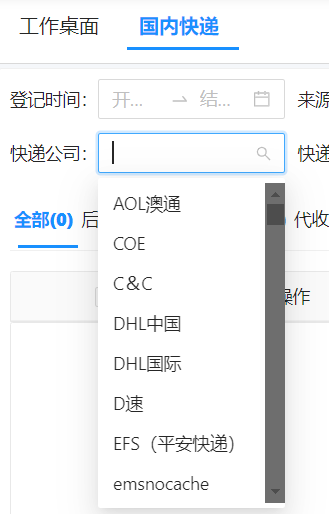 工作桌面 国内快递
登记时间： 开... 结... 来源
快递公司： 快递
全部(0) 后 代收
操作
AOL澳通
COE
C&C
DHL中国
DHL国际
D速
EFS（平安快递）
emsnocache